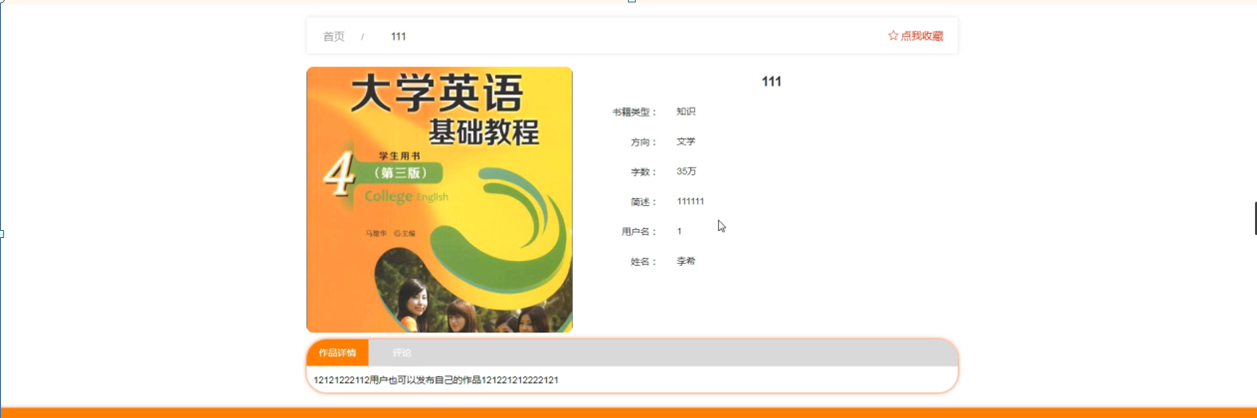 首页 / 111
☆ 点我收藏
大学英语
基础教程
学生用书
4 (第三版)
College English
主编
111
书籍类型: 知识
方向: 文学
字数: 35万
简述: 111111
用户名: 1
姓名: 李希
作品详情 评论
12121222112用户也可以发布自己的作品121221212222121